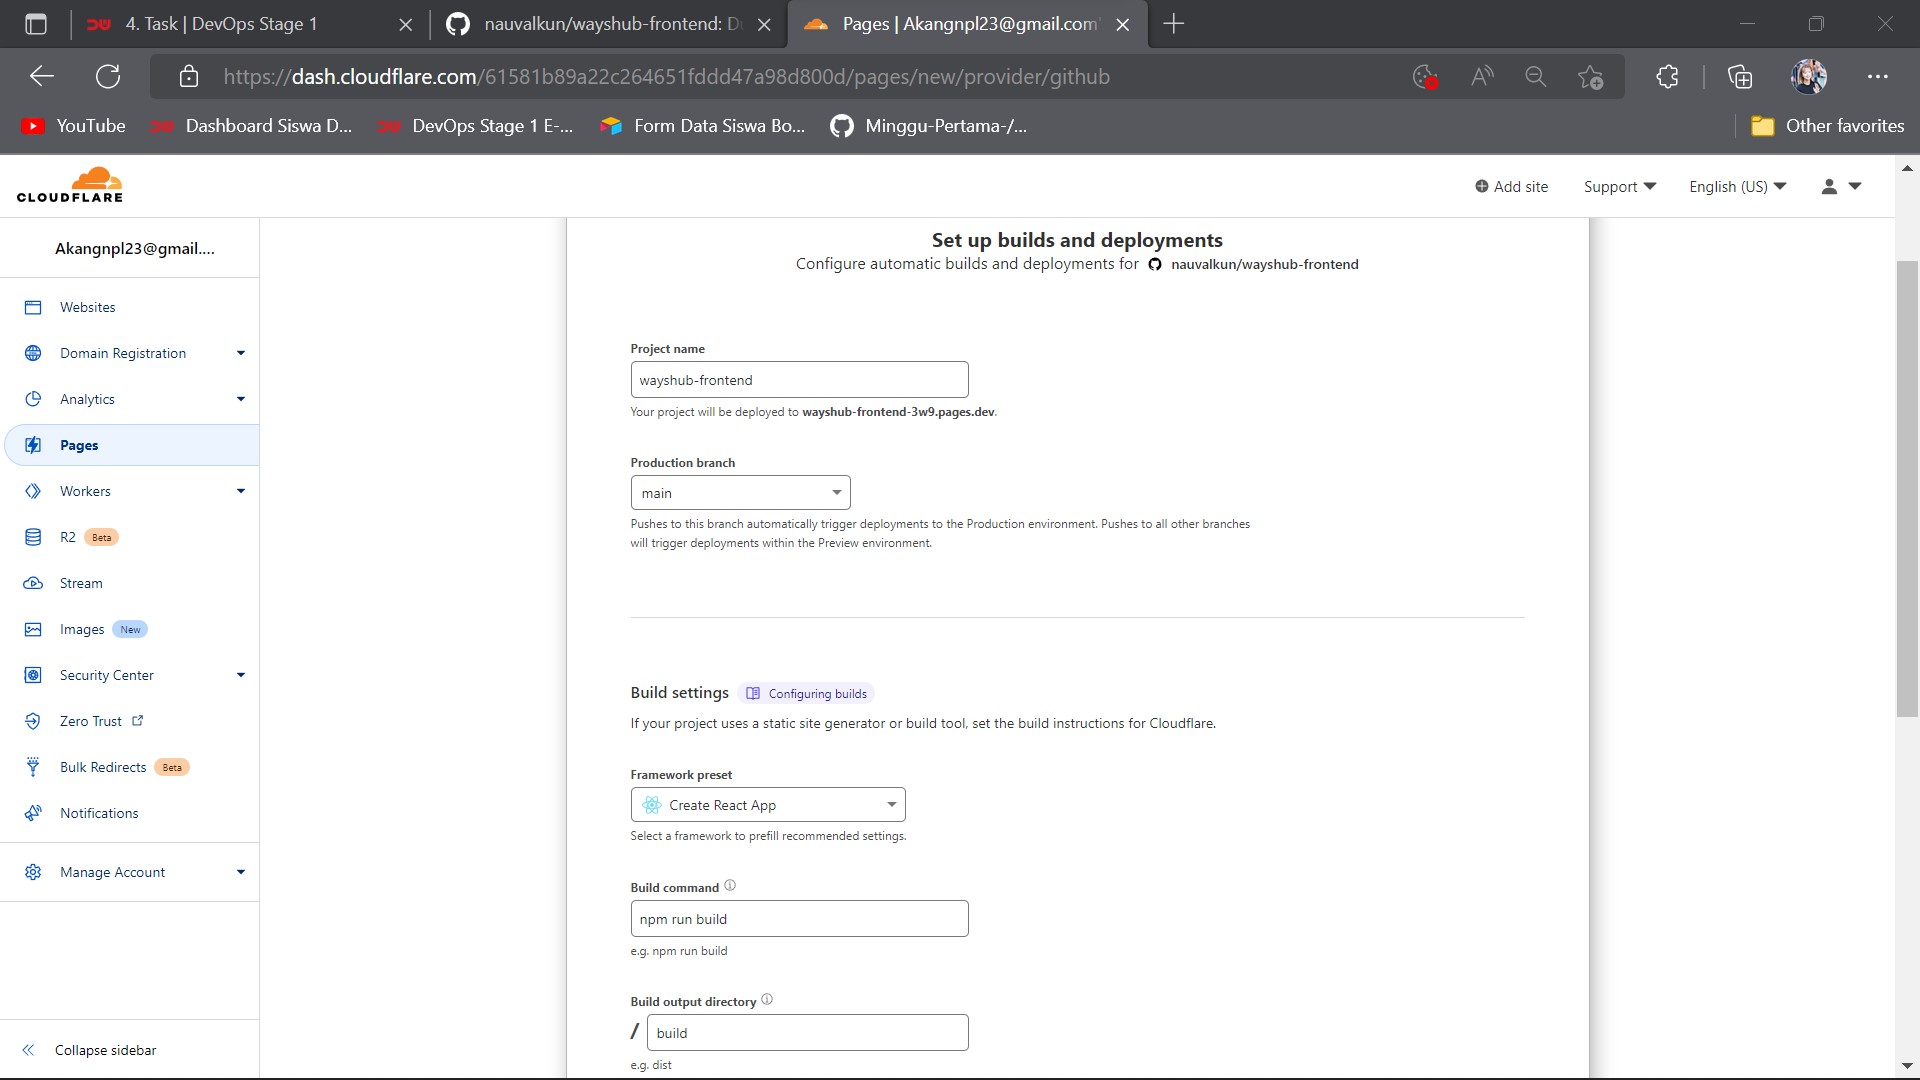 4. Task | DevOps Stage 1
nauvalkun/wayshub-frontend: D
Pages | Akangnpl23@gmail.com'
https://dash.cloudflare.com/61581b89a22c264651fddd47a98d800d/pages/new/provider/github
YouTube
Dashboard Siswa D...
DevOps Stage 1 E-...
Form Data Siswa Bo...
Minggu-Pertama-/...
Other favorites
CLOUDFLARE
Add site
Support
English (US)
Akangnpl23@gmail....
Websites
Domain Registration
Analytics
Pages
Workers
R2 Beta
Stream
Images New
Security Center
Zero Trust
Bulk Redirects Beta
Notifications
Manage Account
Collapse sidebar
Set up builds and deployments
Configure automatic builds and deployments for nauvalkun/wayshub-frontend
Project name
wayshub-frontend
Your project will be deployed to wayshub-frontend-3w9.pages.dev.
Production branch
main
Pushes to this branch automatically trigger deployments to the Production environment. Pushes to all other branches
will trigger deployments within the Preview environment.
Build settings Configuring builds
If your project uses a static site generator or build tool, set the build instructions for Cloudflare.
Framework preset
Create React App
Select a framework to prefill recommended settings.
Build command
npm run build
e.g. npm run build
Build output directory
/ build
e.g. dist